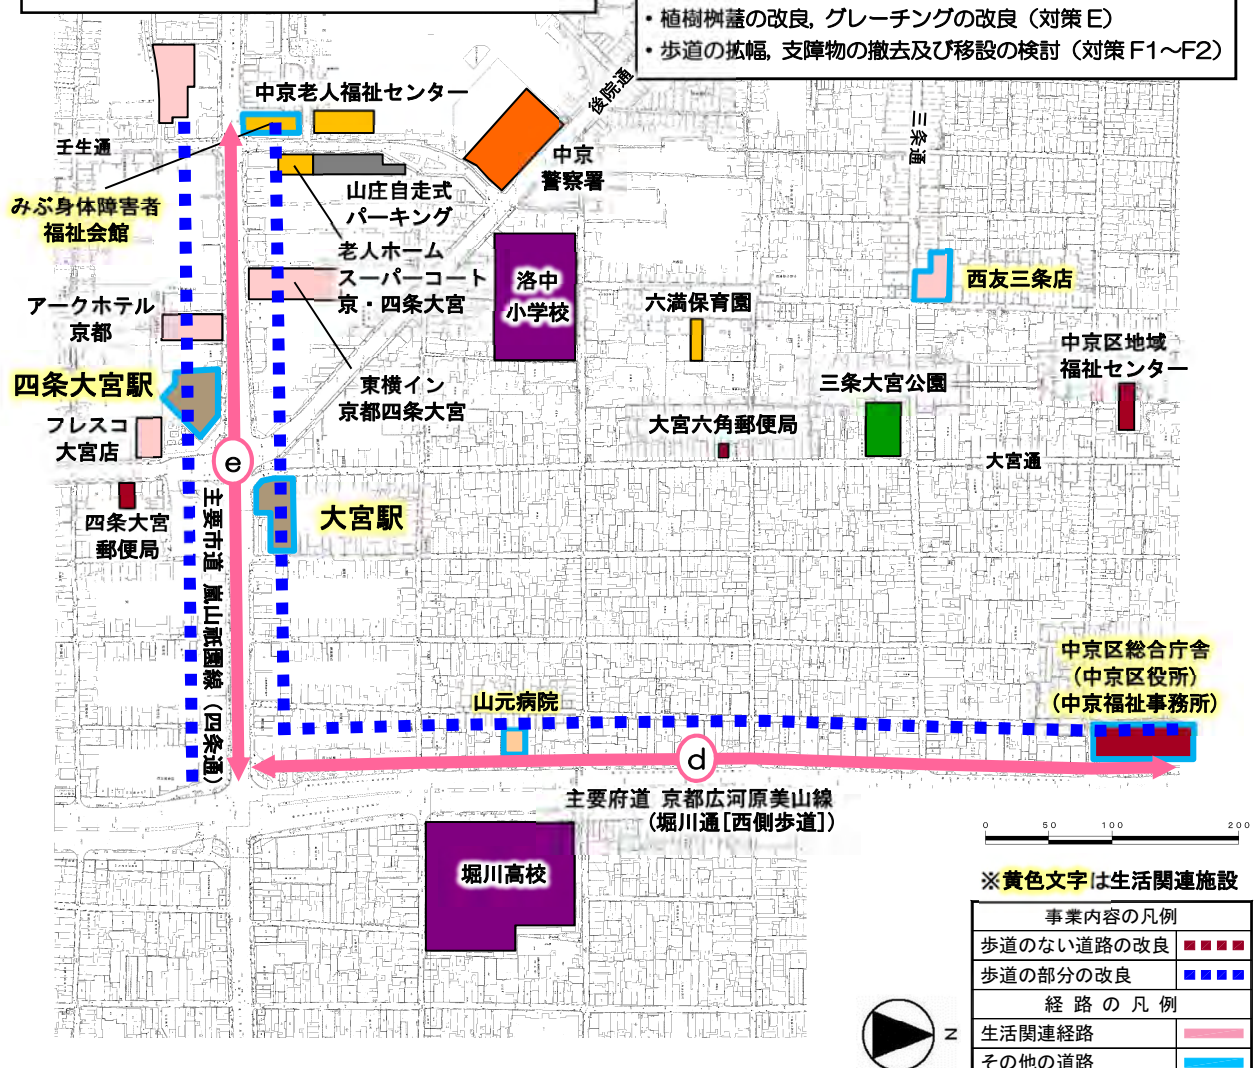 ・植樹桝蓋の改良，グレーチングの改良（対策E）
・歩道の拡幅，支障物の撤去及び移設の検討（対策F1～F2）
後院通
中京老人福祉センター
三条通
壬生通
中京
警察署
みぶ身体障害者
福祉会館
山庄自走式
パーキング
老人ホーム
スーパーコート
京・四条大宮
洛中
小学校
西友三条店
アークホテル
京都
六満保育園
中京区地域
福祉センター
四条大宮駅
東横イン
京都四条大宮
三条大宮公園
フレスコ
大宮店
大宮六角郵便局
e
大宮通
四条大宮
郵便局
大宮駅
主要市道 嵐山祇園線（四条通）
中京区総合庁舎
（中京区役所）
（中京福祉事務所）
山元病院
d
主要府道 京都広河原美山線
（堀川通［西側歩道］）
0 50 100 200
堀川高校
※黄色文字は生活関連施設
事業内容の凡例
歩道のない道路の改良
歩道の部分の改良
経路の凡例
生活関連経路
その他の道路
N